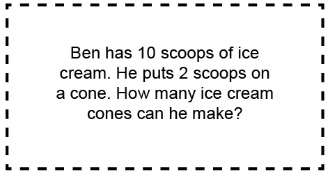 Ben has 10 scoops of ice
cream. He puts 2 scoops on
a cone. How many ice cream
cones can he make?